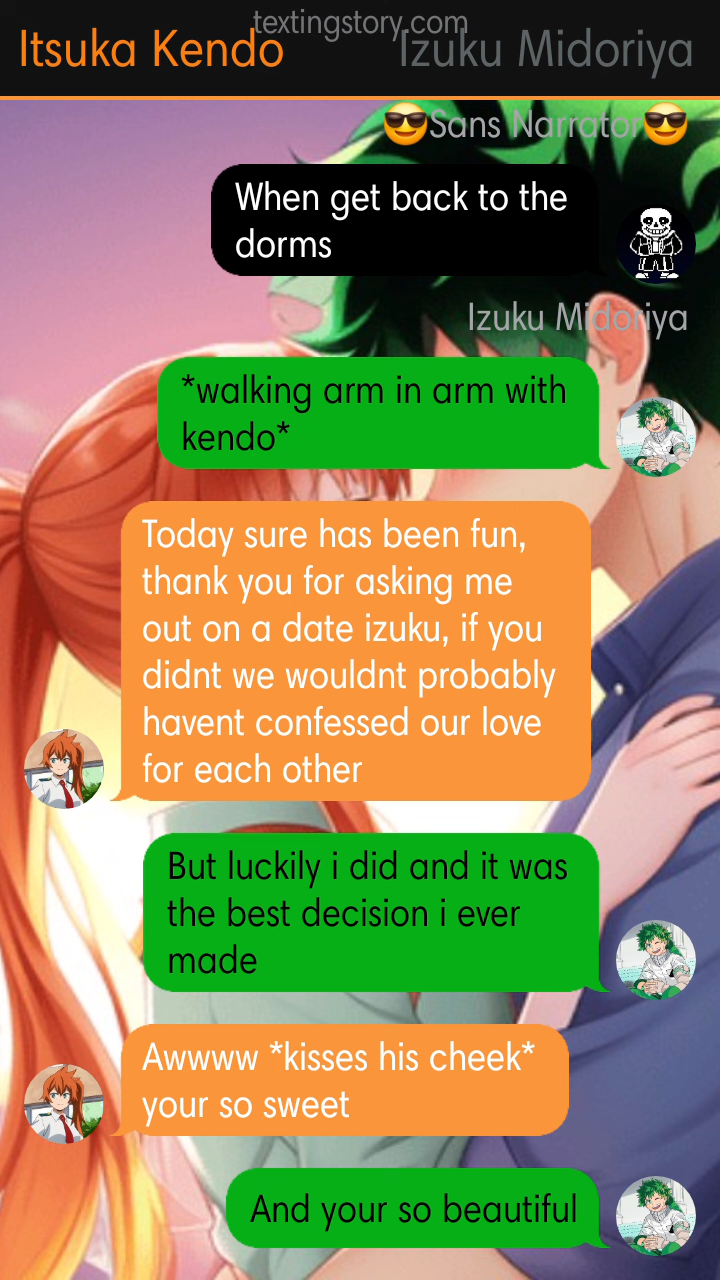 textingstory.com
Itsuka Kendo
Izuku Midoriya
😎Sans Narrator😎
When get back to the
dorms
Izuku Midoriya
*walking arm in arm with
kendo*
Today sure has been fun,
thank you for asking me
out on a date izuku, if you
didnt we wouldnt probably
havent confessed our love
for each other
But luckily i did and it was
the best decision i ever
made
Awwww *kisses his cheek*
your so sweet
And your so beautiful